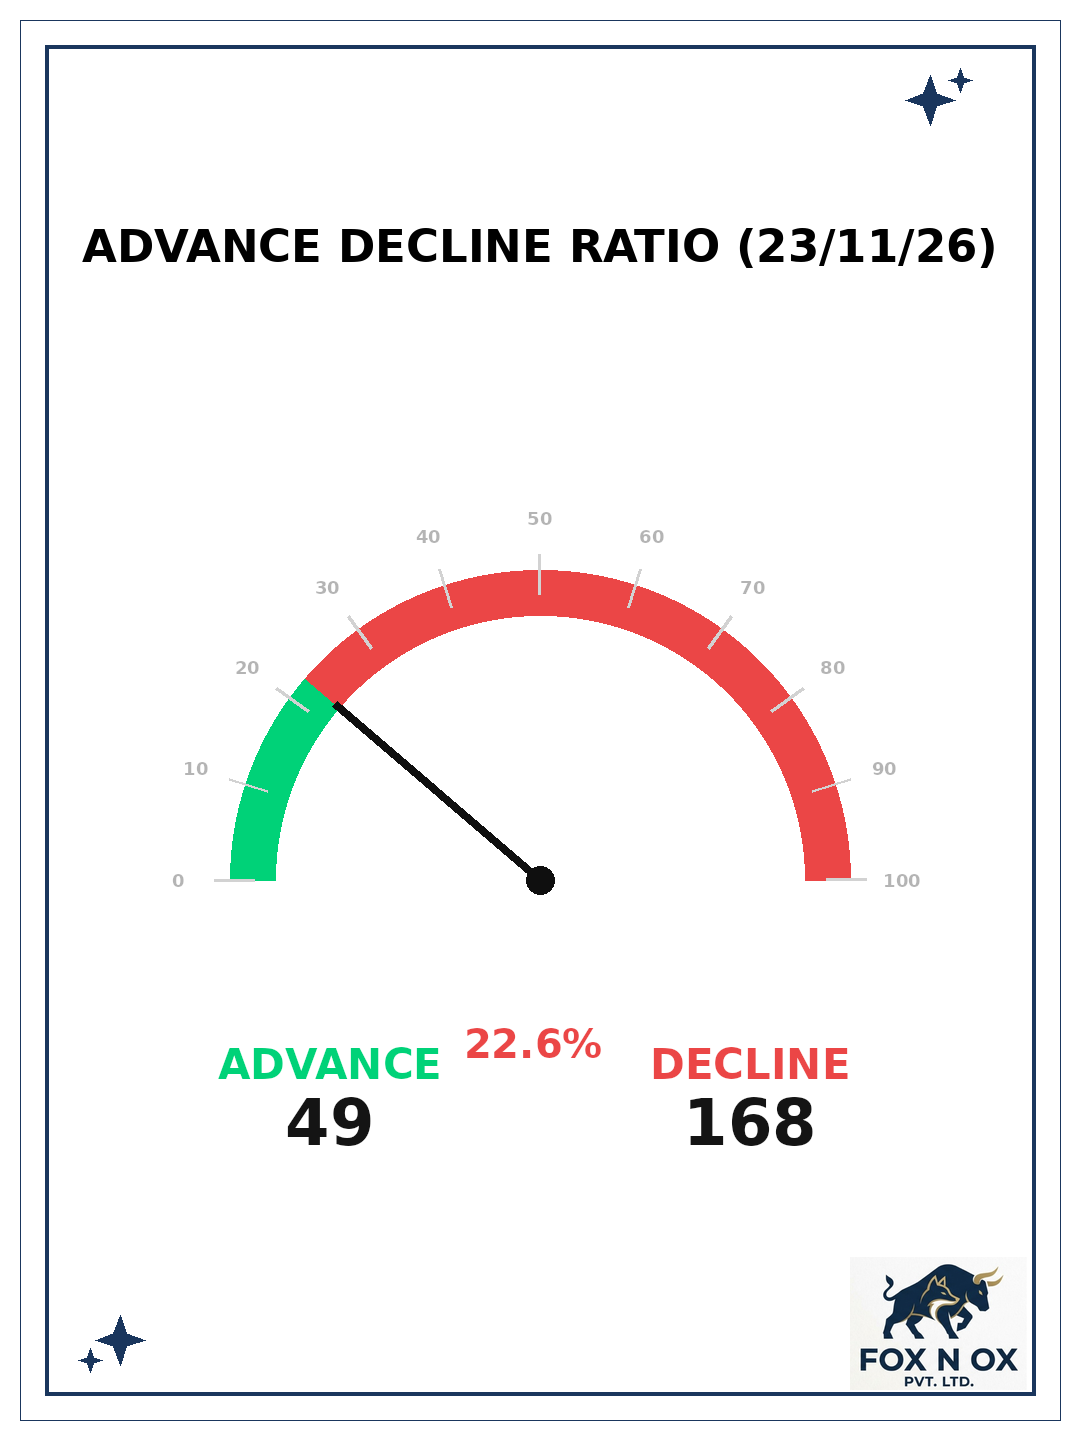 ADVANCE DECLINE RATIO (23/11/26)
50
40
60
30
70
20
80
10
90
0
100
22.6%
ADVANCE
DECLINE
49
168
FOX N OX
PVT. LTD.